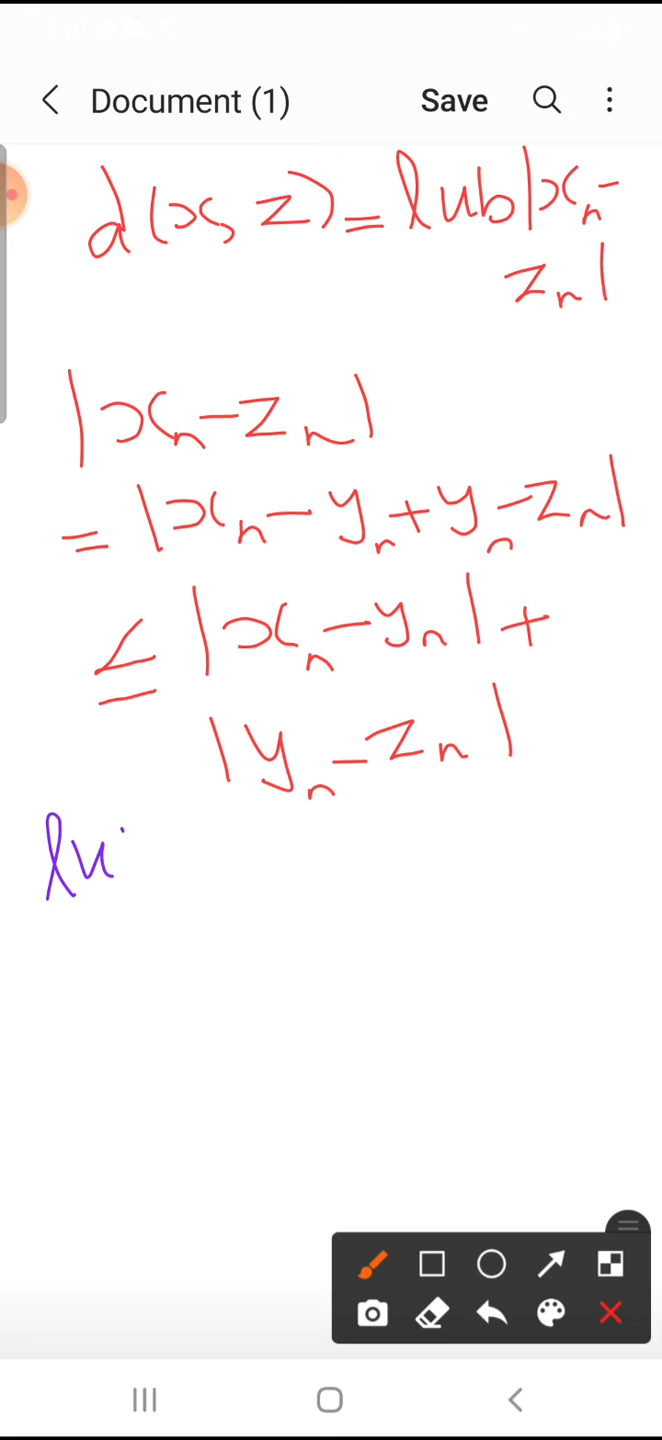 Document (1) Save
d(x, z) = lub|xₙ -
zₙ|
|xₙ - zₙ|
= |xₙ - yₙ + yₙ - zₙ|
≤ |xₙ - yₙ| +
|yₙ - zₙ|
lu